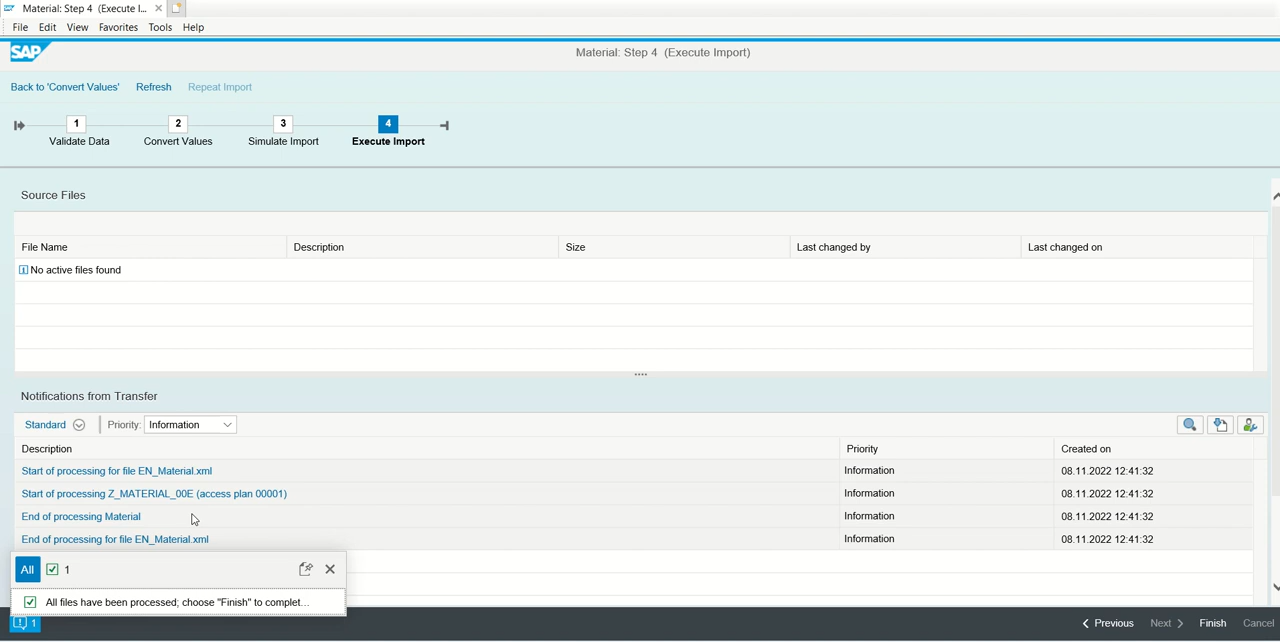 Material: Step 4 (Execute I...
File Edit View Favorites Tools Help
SAP
Material: Step 4 (Execute Import)
Back to 'Convert Values' Refresh Repeat Import
1 2 3 4
Validate Data Convert Values Simulate Import Execute Import
Source Files
File Name Description Size Last changed by Last changed on
No active files found
Notifications from Transfer
Standard Priority: Information
Description Priority Created on
Start of processing for file EN_Material.xml Information 08.11.2022 12:41:32
Start of processing Z_MATERIAL_00E (access plan 00001) Information 08.11.2022 12:41:32
End of processing Material Information 08.11.2022 12:41:32
End of processing for file EN_Material.xml Information 08.11.2022 12:41:32
All 1
All files have been processed; choose "Finish" to complet...
1 Previous Next Finish Cancel